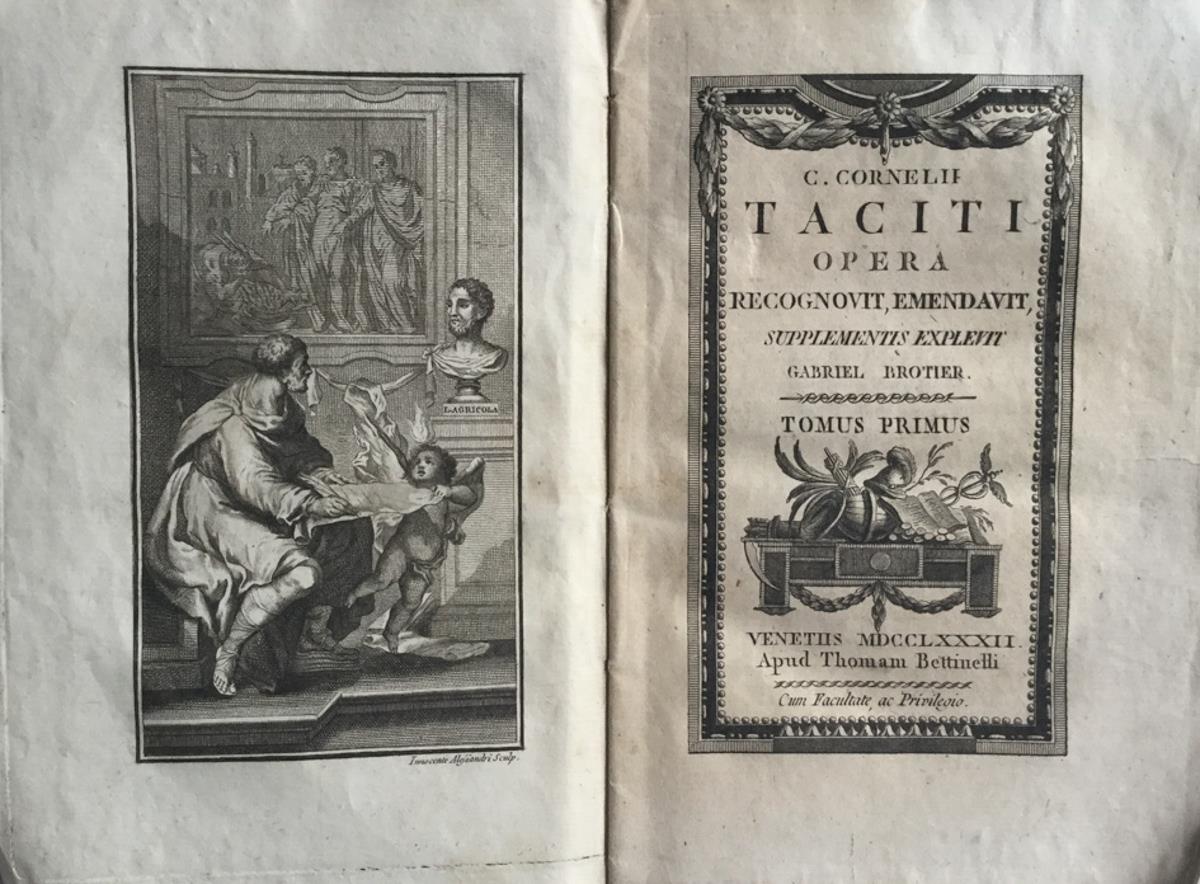 L.AGRICOLA
Innocente Alesandri Sculp.
C. CORNELII
TACITI
OPERA
RECOGNOVIT, EMENDAVIT,
SUPPLEMENTIS EXPLEVIT
GABRIEL BROTIER.
TOMUS PRIMUS
VENETIIS MDCCLXXXII.
Apud Thomam Bettinelli
Cum Facultate, ac Privilegio.